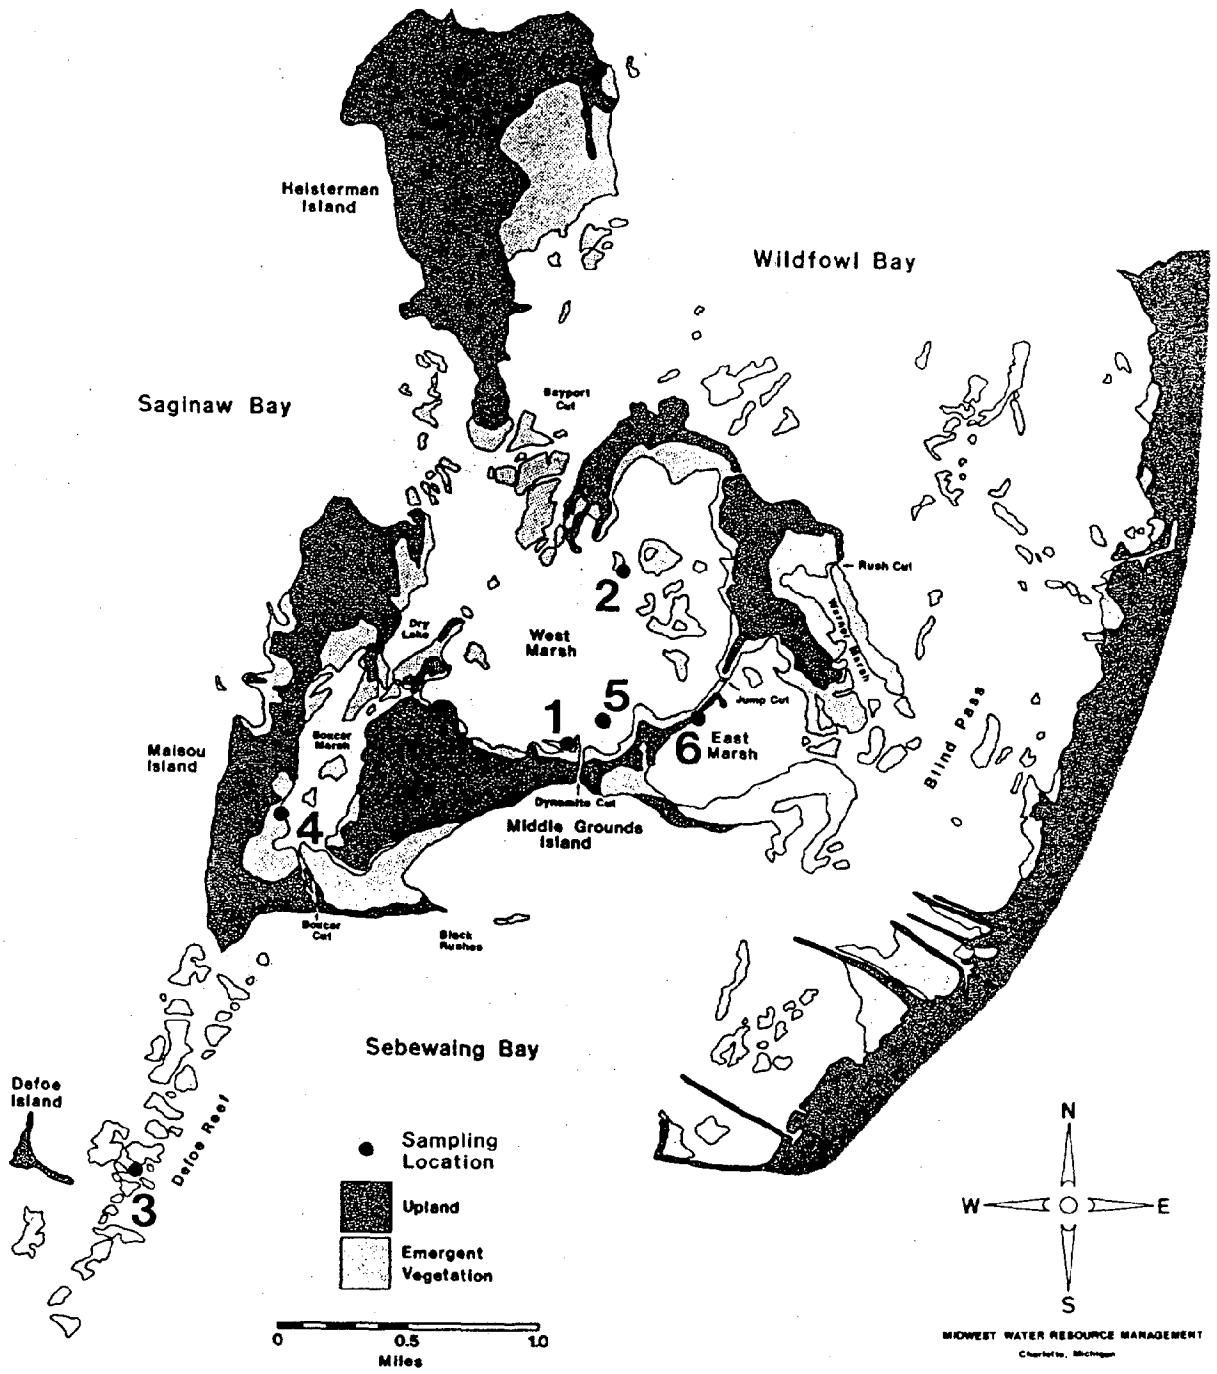 Heisterman
Island
Wildfowl Bay
Saginaw Bay
Bayport
Cut
Rush Cut
2
Dry
Lake
West
Marsh
Marsh
Jump Cut
1
5
6
East
Marsh
Boucer
Marsh
Maisou
Island
Blind Pass
4
Dynamite Cut
Middle Grounds
Island
Boucer
Cut
Black
Rushes
Sebewaing Bay
Defoe
Island
Defoe Reef
3
Sampling
Location
Upland
Emergent
Vegetation
0 0.5 1.0
Miles
N
W E
S
MIDWEST WATER RESOURCE MANAGEMENT
Charlotte, Michigan